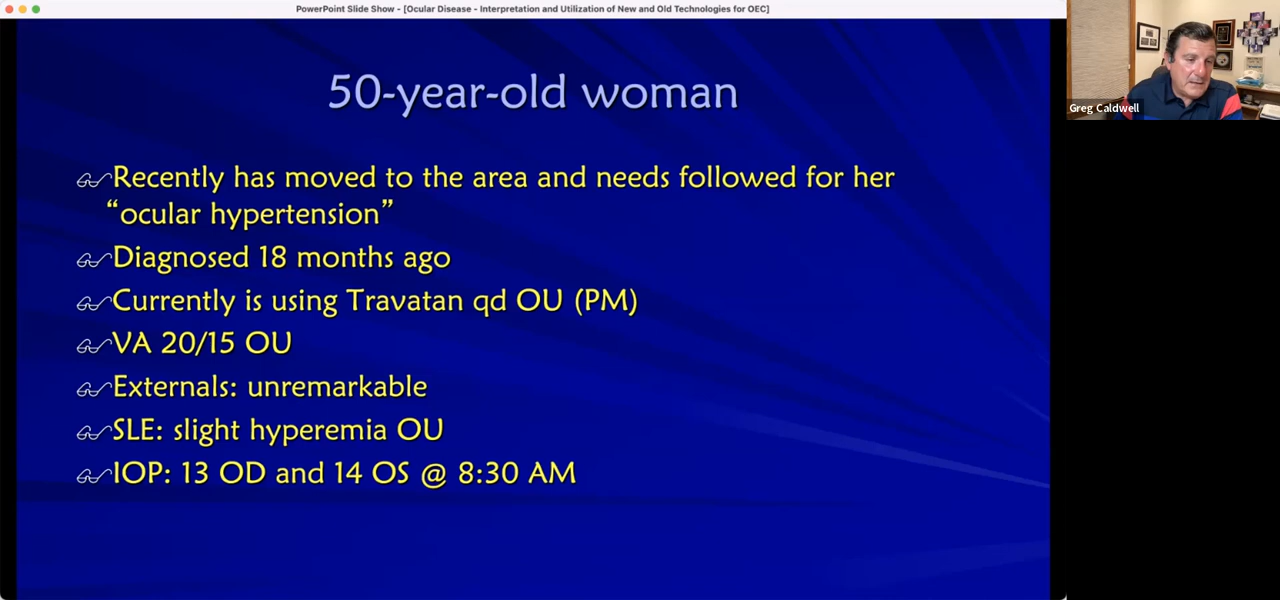 PowerPoint Slide Show - [Ocular Disease - Interpretation and Utilization of New and Old Technologies for OEC]
50-year-old woman
Recently has moved to the area and needs followed for her
“ocular hypertension”
Diagnosed 18 months ago
Currently is using Travatan qd OU (PM)
VA 20/15 OU
Externals: unremarkable
SLE: slight hyperemia OU
IOP: 13 OD and 14 OS @ 8:30 AM
Greg Caldwell